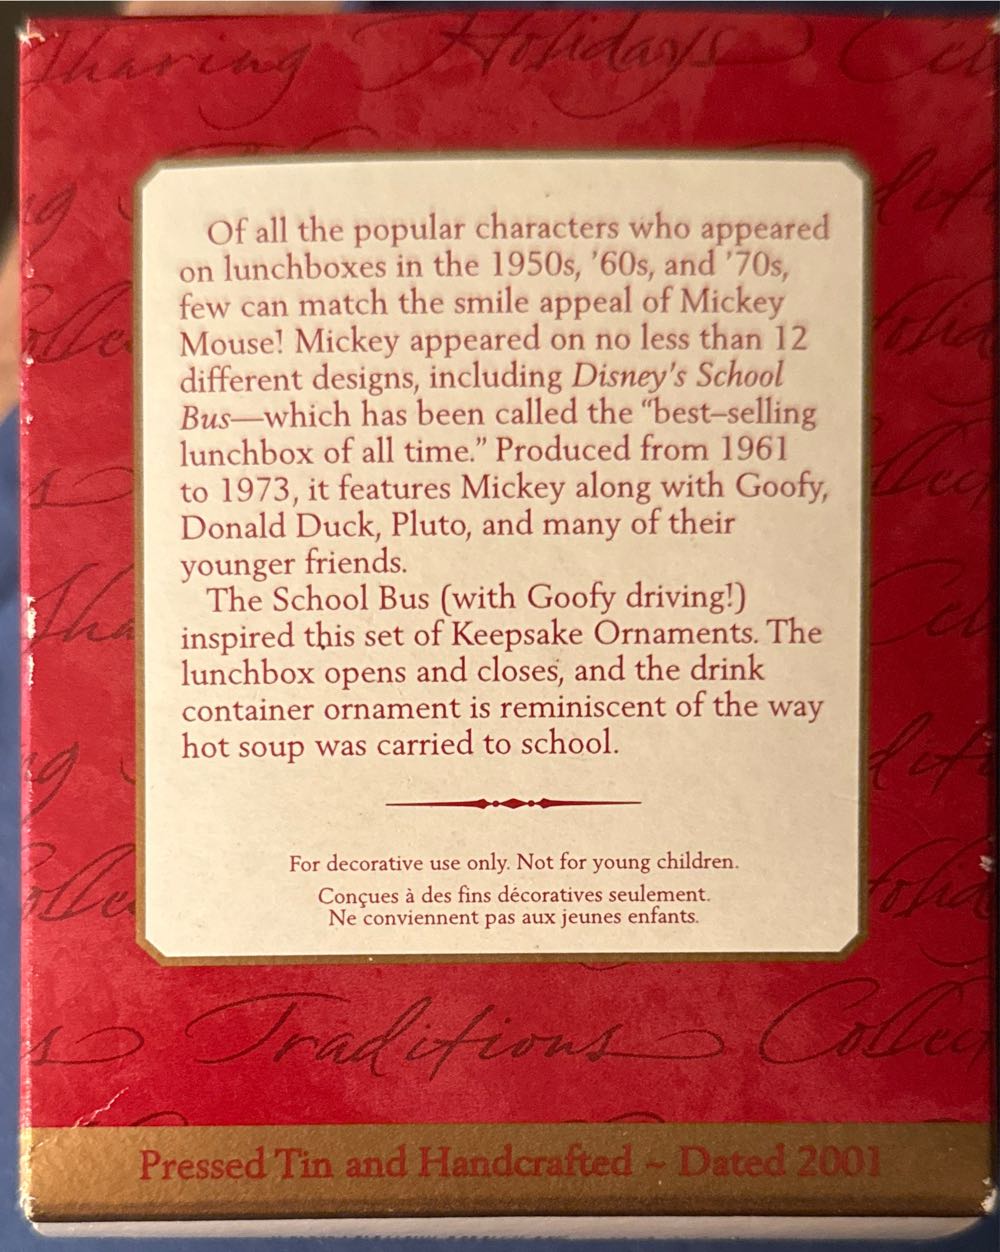 Sharing Holidays
Of all the popular characters who appeared
on lunchboxes in the 1950s, ’60s, and ’70s,
few can match the smile appeal of Mickey
Mouse! Mickey appeared on no less than 12
different designs, including Disney’s School
Bus—which has been called the “best–selling
lunchbox of all time.” Produced from 1961
to 1973, it features Mickey along with Goofy,
Donald Duck, Pluto, and many of their
younger friends.
The School Bus (with Goofy driving!)
inspired this set of Keepsake Ornaments. The
lunchbox opens and closes, and the drink
container ornament is reminiscent of the way
hot soup was carried to school.
For decorative use only. Not for young children.
Conçues à des fins décoratives seulement.
Ne conviennent pas aux jeunes enfants.
Traditions Collec
Pressed Tin and Handcrafted ~ Dated 2001